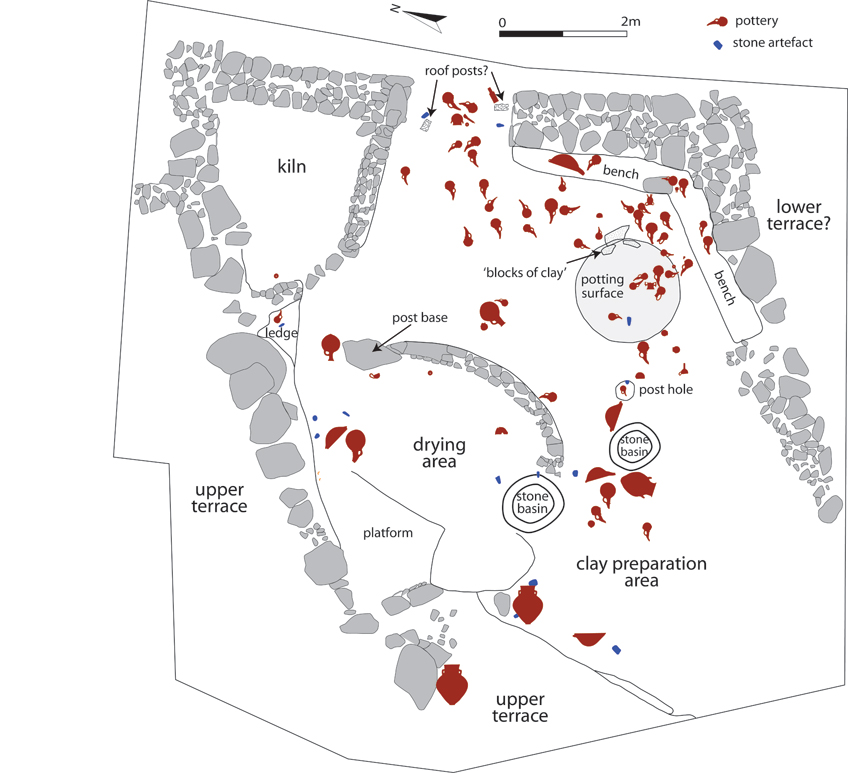 N
0
2m
pottery
stone artefact
roof posts?
kiln
bench
lower
terrace?
'blocks of clay'
potting
surface
bench
post base
ledge
post hole
drying
area
stone
basin
upper
terrace
stone
basin
platform
clay preparation
area
upper
terrace